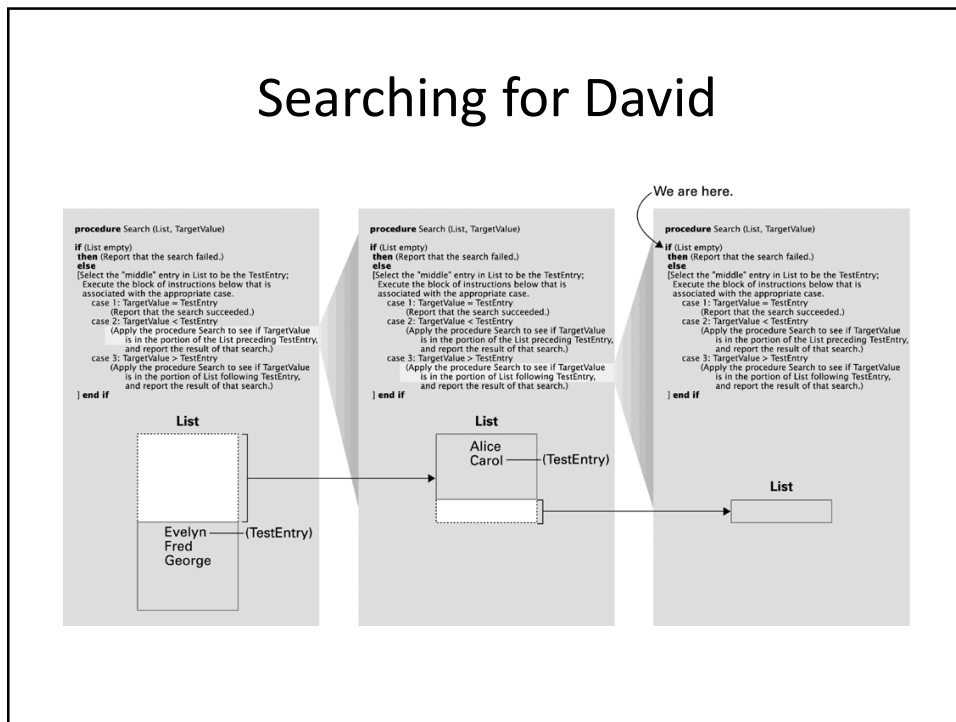 Searching for David
We are here.
procedure Search (List, TargetValue)
if (List empty)
then (Report that the search failed.)
else
[Select the "middle" entry in List to be the TestEntry;
Execute the block of instructions below that is
associated with the appropriate case.
case 1: TargetValue = TestEntry
(Report that the search succeeded.)
case 2: TargetValue < TestEntry
(Apply the procedure Search to see if TargetValue
is in the portion of the List preceding TestEntry,
and report the result of that search.)
case 3: TargetValue > TestEntry
(Apply the procedure Search to see if TargetValue
is in the portion of List following TestEntry,
and report the result of that search.)
] end if
List
Evelyn (TestEntry)
Fred
George
procedure Search (List, TargetValue)
if (List empty)
then (Report that the search failed.)
else
[Select the "middle" entry in List to be the TestEntry;
Execute the block of instructions below that is
associated with the appropriate case.
case 1: TargetValue = TestEntry
(Report that the search succeeded.)
case 2: TargetValue < TestEntry
(Apply the procedure Search to see if TargetValue
is in the portion of the List preceding TestEntry,
and report the result of that search.)
case 3: TargetValue > TestEntry
(Apply the procedure Search to see if TargetValue
is in the portion of List following TestEntry,
and report the result of that search.)
] end if
List
Alice
Carol (TestEntry)
procedure Search (List, TargetValue)
if (List empty)
then (Report that the search failed.)
else
[Select the "middle" entry in List to be the TestEntry;
Execute the block of instructions below that is
associated with the appropriate case.
case 1: TargetValue = TestEntry
(Report that the search succeeded.)
case 2: TargetValue < TestEntry
(Apply the procedure Search to see if TargetValue
is in the portion of the List preceding TestEntry,
and report the result of that search.)
case 3: TargetValue > TestEntry
(Apply the procedure Search to see if TargetValue
is in the portion of List following TestEntry,
and report the result of that search.)
] end if
List